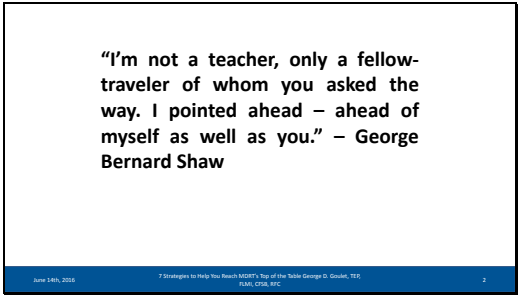 “I’m not a teacher, only a fellow-
traveler of whom you asked the
way. I pointed ahead – ahead of
myself as well as you.” – George
Bernard Shaw
June 14th, 2016
7 Strategies to Help You Reach MDRT's Top of the Table George D. Goulet, TEP,
FLMI, CFSB, RFC
2